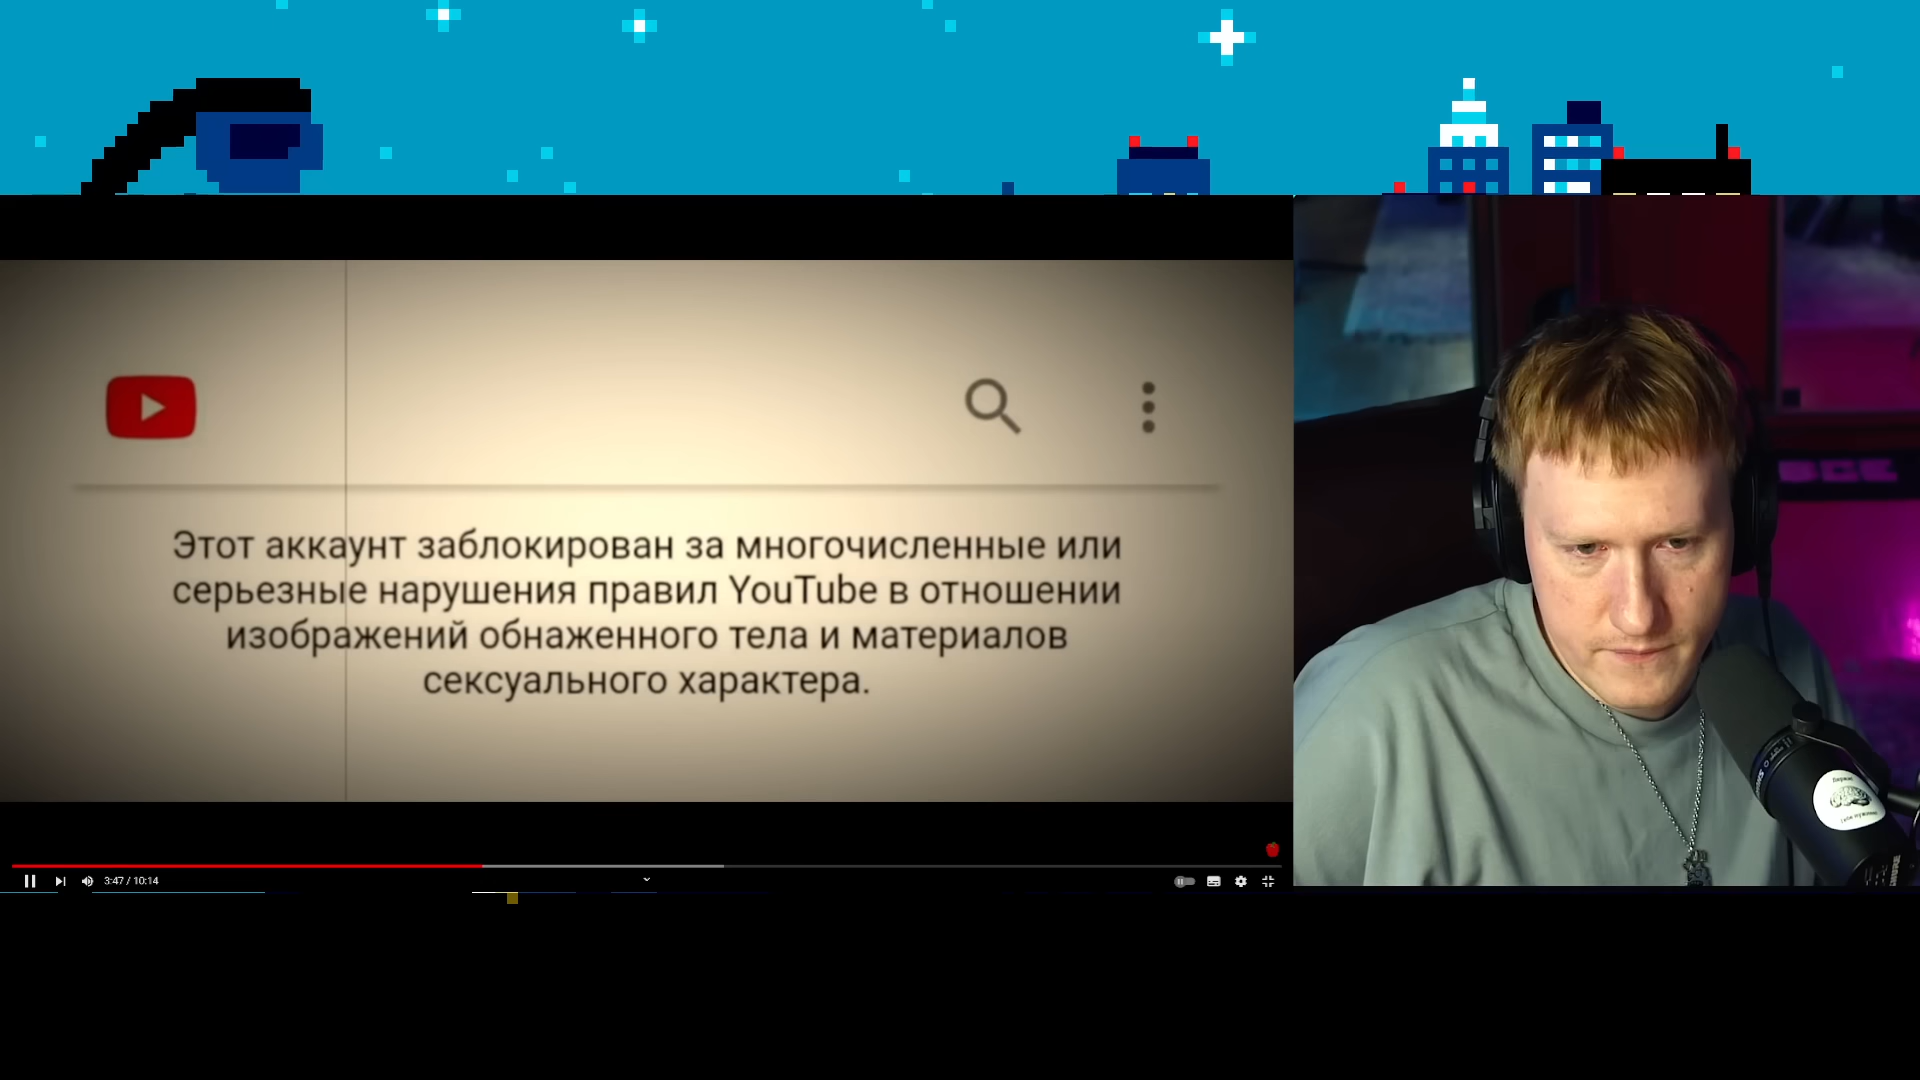 Этот аккаунт заблокирован за многочисленные или
серьезные нарушения правил YouTube в отношении
изображений обнаженного тела и материалов
сексуального характера.
ВСЕ
3:47 / 10:14